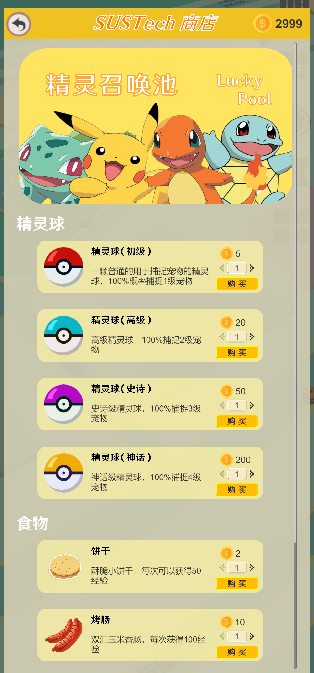 SUSTech 商店
2999
精灵召唤池
Lucky
Pool
精灵球
精灵球(初级)
一颗普通的用于捕捉宠物的精灵
球，100%概率捕捉1级宠物
5
1
购 买
精灵球(高级)
高级精灵球，100%捕捉2级宠
物
20
1
购 买
精灵球(史诗)
史诗级精灵球，100%捕捉3级
宠物
50
1
购 买
精灵球(神话)
神话级精灵球，100%捕捉4级
宠物
200
1
购 买
食物
饼干
酥脆小饼干，每次可以获得50
经验
2
1
购 买
烤肠
双汇玉米香肠，每次获得100经
验
10
1
购 买